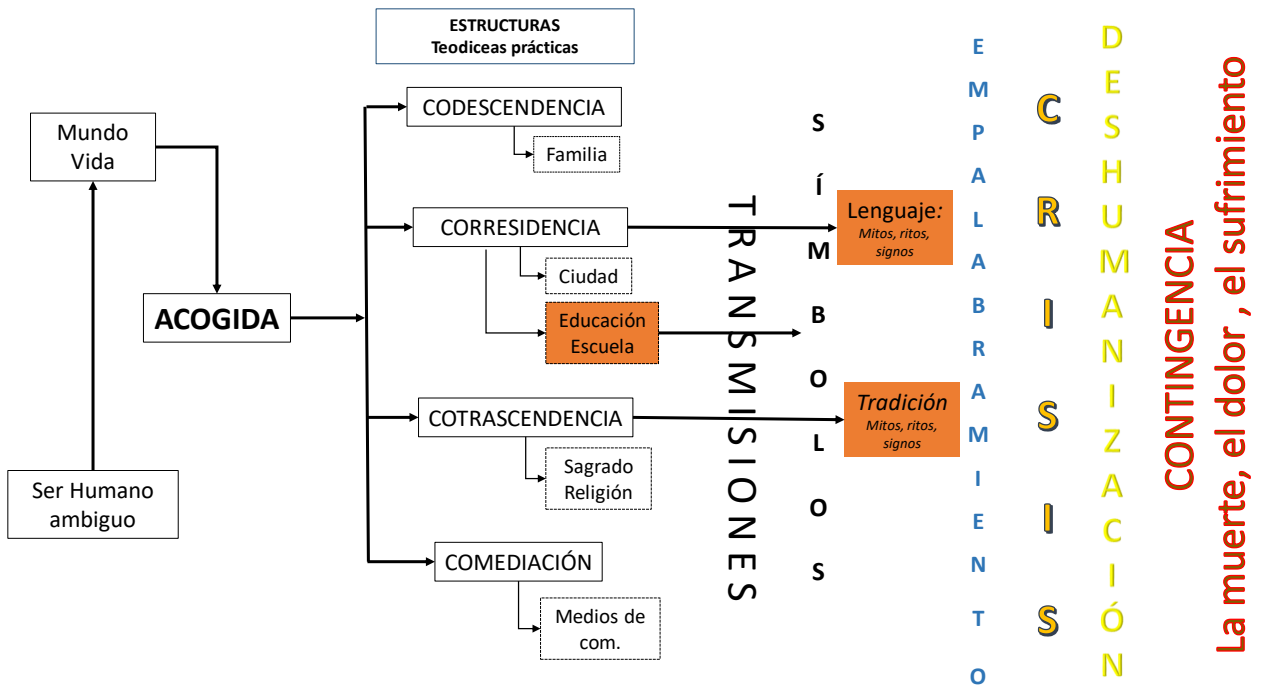 ESTRUCTURAS
Teodiceas prácticas
Mundo
Vida
ACOGIDA
Ser Humano
ambiguo
CODESCENDENCIA
Familia
CORRESIDENCIA
Ciudad
Educación
Escuela
COTRASCENDENCIA
Sagrado
Religión
COMEDIACIÓN
Medios de
com.
TRANSMISIONES
SÍMBOLOS
Lenguaje:
Mitos, ritos,
signos
Tradición
Mitos, ritos,
signos
EMPALABRAMIENTO
CRISIS
DESHUMANIZACIÓN
CONTINGENCIA
La muerte, el dolor , el sufrimiento